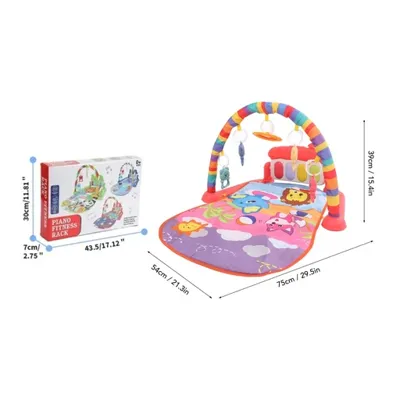 30cm/11.81"
7cm/
2.75"
43.5/17.12"
PIANO
FITNESS
RACK
39cm / 15.4in
54cm / 21.3in
75cm / 29.5in